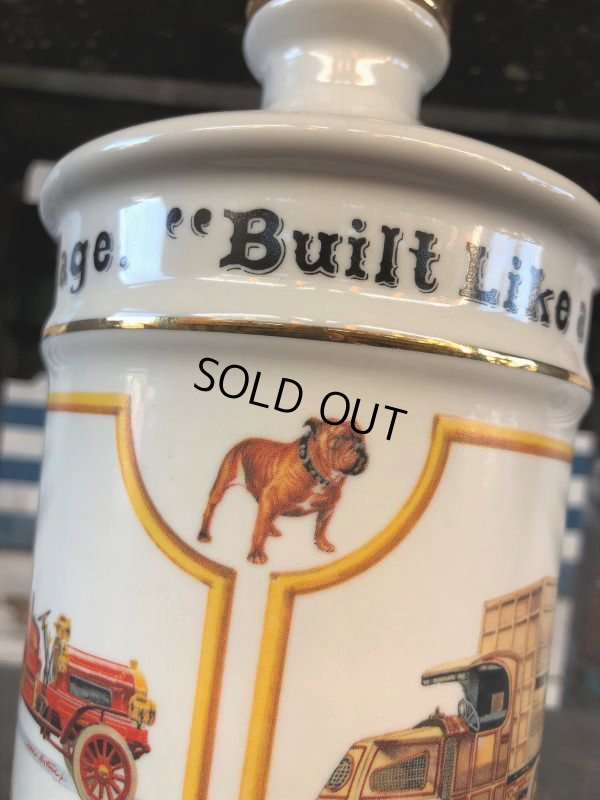 age. “Built Like a
SOLD OUT